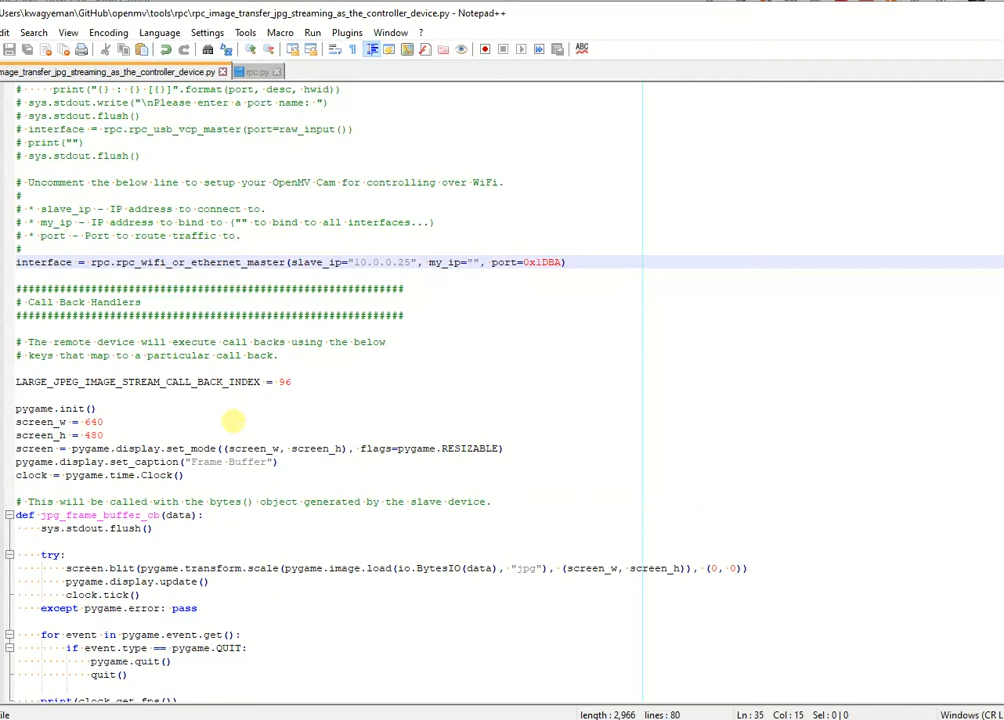 Users\kwagyeman\GitHub\openmv\tools\rpc\rpc_image_transfer_jpg_streaming_as_the_controller_device.py - Notepad++
dit Search View Encoding Language Settings Tools Macro Run Plugins Window ?
mage_transfer_jpg_streaming_as_the_controller_device.py rpc.py
#     print("{} : {} [{}]".format(port, desc, hwid))
# sys.stdout.write("\nPlease enter a port name: ")
# sys.stdout.flush()
# interface = rpc.rpc_usb_vcp_master(port=raw_input())
# print("")
# sys.stdout.flush()
# Uncomment the below line to setup your OpenMV Cam for controlling over WiFi.
#
# * slave_ip - IP address to connect to.
# * my_ip - IP address to bind to ("" to bind to all interfaces...)
# * port - Port to route traffic to.
#
interface = rpc.rpc_wifi_or_ethernet_master(slave_ip="10.0.0.25", my_ip="", port=0x1DBA)
##############################################################
# Call Back Handlers
##############################################################
# The remote device will execute call backs using the below
# keys that map to a particular call back.
LARGE_JPEG_IMAGE_STREAM_CALL_BACK_INDEX = 96
pygame.init()
screen_w = 640
screen_h = 480
screen = pygame.display.set_mode((screen_w, screen_h), flags=pygame.RESIZABLE)
pygame.display.set_caption("Frame Buffer")
clock = pygame.time.Clock()
# This will be called with the bytes() object generated by the slave device.
def jpg_frame_buffer_cb(data):
    sys.stdout.flush()
    try:
        screen.blit(pygame.transform.scale(pygame.image.load(io.BytesIO(data), "jpg"), (screen_w, screen_h)), (0, 0))
        pygame.display.update()
        clock.tick()
    except pygame.error: pass
    for event in pygame.event.get():
        if event.type == pygame.QUIT:
            pygame.quit()
            quit()
    print(clock.get_fps())
ile length : 2,966 lines : 80 Ln : 35 Col : 15 Sel : 0 | 0 Windows (CR L